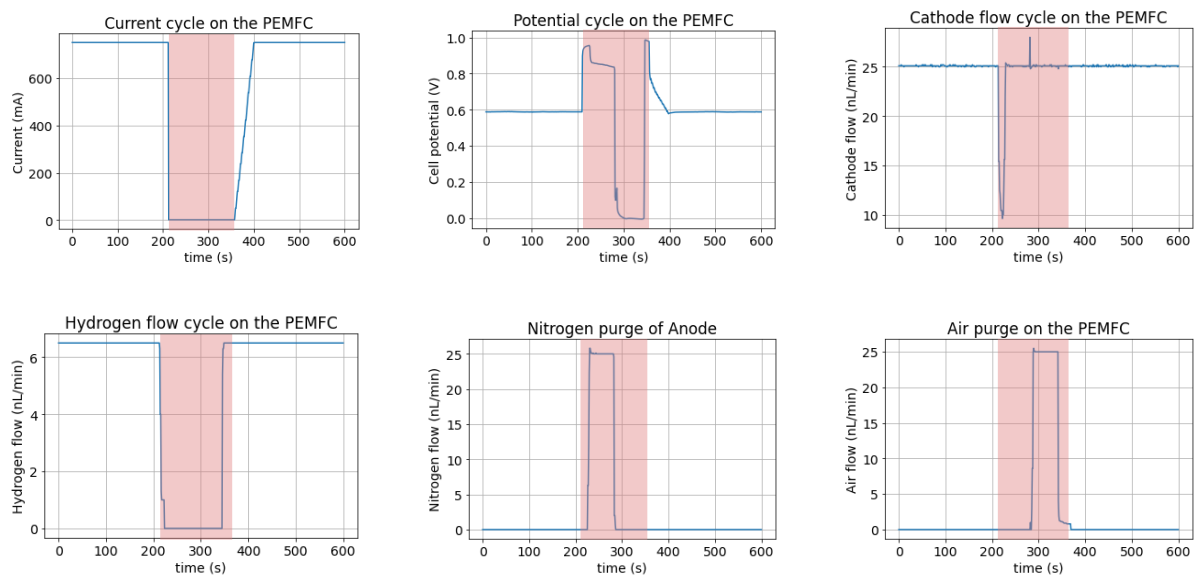 Current cycle on the PEMFC
Current (mA)
600
400
200
0
0 100 200 300 400 500 600
time (s)
Potential cycle on the PEMFC
Cell potential (V)
1.0
0.8
0.6
0.4
0.2
0.0
0 100 200 300 400 500 600
time (s)
Cathode flow cycle on the PEMFC
Cathode flow (nL/min)
25
20
15
10
0 100 200 300 400 500 600
time (s)
Hydrogen flow cycle on the PEMFC
Hydrogen flow (nL/min)
6
4
2
0
0 100 200 300 400 500 600
time (s)
Nitrogen purge of Anode
Nitrogen flow (nL/min)
25
20
15
10
5
0
0 100 200 300 400 500 600
time (s)
Air purge on the PEMFC
Air flow (nL/min)
25
20
15
10
5
0
0 100 200 300 400 500 600
time (s)